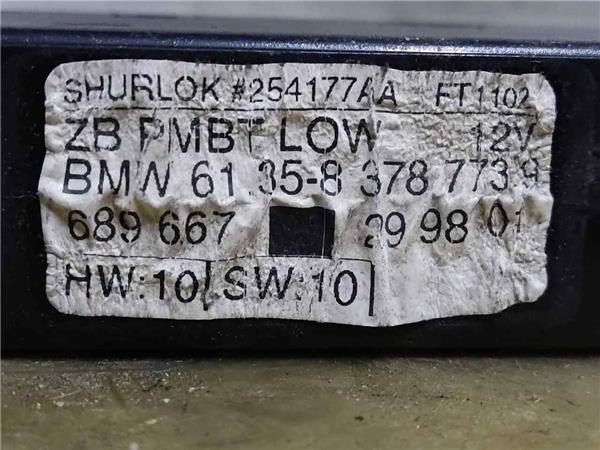 SHURLOK #254177AA FT1102
ZB PMBT LOW 12V
BMW 61 35-8 378 773 9
689 667 29 98 01
HW:10 SW:10